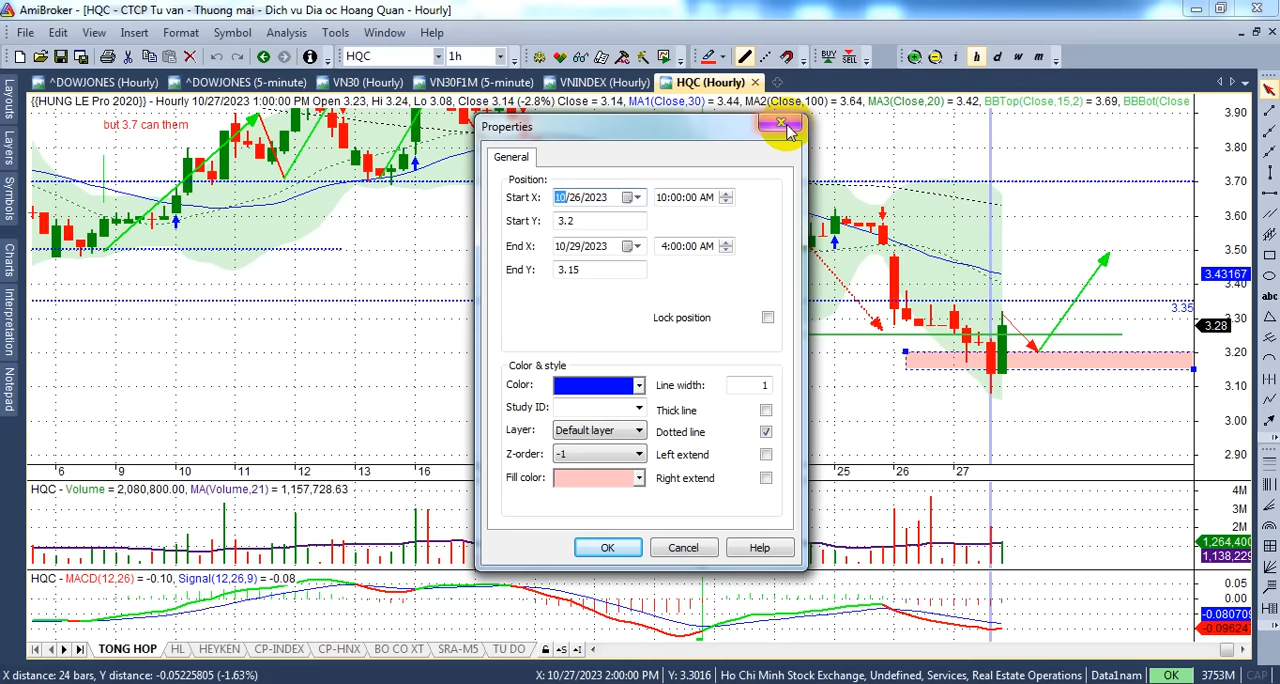 AmiBroker - [HQC - CTCP Tu van - Thuong mai - Dich vu Dia oc Hoang Quan - Hourly]
File Edit View Insert Format Symbol Analysis Tools Window Help
HQC 1h BUY SELL i h d w m
^DOWJONES (Hourly) ^DOWJONES (5-minute) VN30 (Hourly) VN30F1M (5-minute) VNINDEX (Hourly) HQC (Hourly)
{{HUNG LE Pro 2020}} - Hourly 10/27/2023 1:00:00 PM Open 3.23, Hi 3.24, Lo 3.08, Close 3.14 (-2.8%) Close = 3.14, MA1(Close,30) = 3.44, MA2(Close,100) = 3.64, MA3(Close,20) = 3.42, BBTop(Close,15,2) = 3.69, BBBot(Close
but 3.7 can them
Layouts
Layers
Symbols
Charts
Interpretation
Notepad
Properties
General
Position:
Start X: 10/26/2023 10:00:00 AM
Start Y: 3.2
End X: 10/29/2023 4:00:00 AM
End Y: 3.15
Lock position
Color & style
Color: Line width: 1
Study ID: Thick line
Layer: Default layer Dotted line
Z-order: -1 Left extend
Fill color: Right extend
OK Cancel Help
3.90
3.80
3.70
3.60
3.50
3.40
3.30
3.20
3.10
3.00
2.90
3.43167
3.35
3.28
abc
6 9 10 11 12 13 16 25 26 27
HQC - Volume = 2,080,800.00, MA(Volume,21) = 1,157,728.63
4M
3M
2M
1,264,400
1,138,229
HQC - MACD(12,26) = -0.10, Signal(12,26,9) = -0.08
0.05
0.00
-0.080709
-0.096247
TONG HOP HL HEYKEN CP-INDEX CP-HNX BO CO XT SRA-M5 TU DO
X distance: 24 bars, Y distance: -0.05225805 (-1.63%) X: 10/27/2023 2:00:00 PM Y: 3.3016 Ho Chi Minh Stock Exchange, Undefined, Services, Real Estate Operations Data1nam OK 3753M CAP